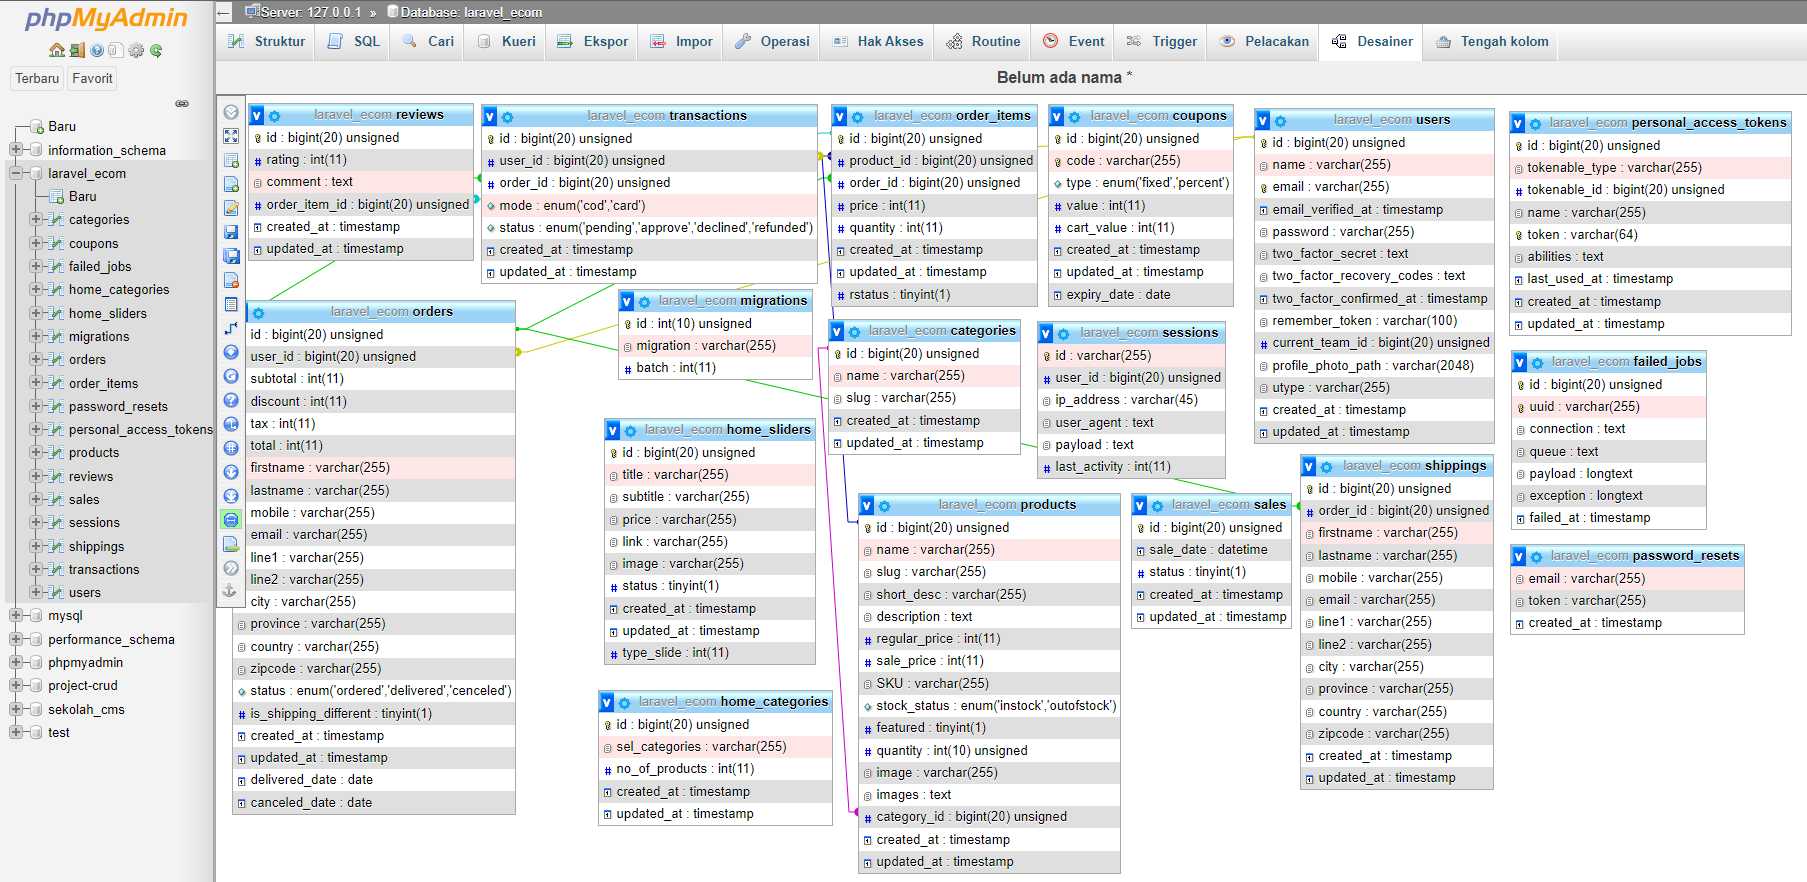 phpMyAdmin
Terbaru
Favorit
Baru
information_schema
laravel_ecom
Baru
categories
coupons
failed_jobs
home_categories
home_sliders
migrations
orders
order_items
password_resets
personal_access_tokens
products
reviews
sales
sessions
shippings
transactions
users
mysql
performance_schema
phpmyadmin
project-crud
sekolah_cms
test
Server: 127.0.0.1 » Database: laravel_ecom
Struktur SQL Cari Kueri Ekspor Impor Operasi Hak Akses Routine Event Trigger Pelacakan Desainer Tengah kolom
Belum ada nama *
laravel_ecom reviews
id : bigint(20) unsigned
rating : int(11)
comment : text
order_item_id : bigint(20) unsigned
created_at : timestamp
updated_at : timestamp
laravel_ecom transactions
id : bigint(20) unsigned
user_id : bigint(20) unsigned
order_id : bigint(20) unsigned
mode : enum('cod','card')
status : enum('pending','approve','declined','refunded')
created_at : timestamp
updated_at : timestamp
laravel_ecom order_items
id : bigint(20) unsigned
product_id : bigint(20) unsigned
order_id : bigint(20) unsigned
price : int(11)
quantity : int(11)
created_at : timestamp
updated_at : timestamp
rstatus : tinyint(1)
laravel_ecom coupons
id : bigint(20) unsigned
code : varchar(255)
type : enum('fixed','percent')
value : int(11)
cart_value : int(11)
created_at : timestamp
updated_at : timestamp
expiry_date : date
laravel_ecom users
id : bigint(20) unsigned
name : varchar(255)
email : varchar(255)
email_verified_at : timestamp
password : varchar(255)
two_factor_secret : text
two_factor_recovery_codes : text
two_factor_confirmed_at : timestamp
remember_token : varchar(100)
current_team_id : bigint(20) unsigned
profile_photo_path : varchar(2048)
utype : varchar(255)
created_at : timestamp
updated_at : timestamp
laravel_ecom personal_access_tokens
id : bigint(20) unsigned
tokenable_type : varchar(255)
tokenable_id : bigint(20) unsigned
name : varchar(255)
token : varchar(64)
abilities : text
last_used_at : timestamp
created_at : timestamp
updated_at : timestamp
laravel_ecom orders
id : bigint(20) unsigned
user_id : bigint(20) unsigned
subtotal : int(11)
discount : int(11)
tax : int(11)
total : int(11)
firstname : varchar(255)
lastname : varchar(255)
mobile : varchar(255)
email : varchar(255)
line1 : varchar(255)
line2 : varchar(255)
city : varchar(255)
province : varchar(255)
country : varchar(255)
zipcode : varchar(255)
status : enum('ordered','delivered','cenceled')
is_shipping_different : tinyint(1)
created_at : timestamp
updated_at : timestamp
delivered_date : date
canceled_date : date
laravel_ecom migrations
id : int(10) unsigned
migration : varchar(255)
batch : int(11)
laravel_ecom categories
id : bigint(20) unsigned
name : varchar(255)
slug : varchar(255)
created_at : timestamp
updated_at : timestamp
laravel_ecom sessions
id : varchar(255)
user_id : bigint(20) unsigned
ip_address : varchar(45)
user_agent : text
payload : text
last_activity : int(11)
laravel_ecom failed_jobs
id : bigint(20) unsigned
uuid : varchar(255)
connection : text
queue : text
payload : longtext
exception : longtext
failed_at : timestamp
laravel_ecom home_sliders
id : bigint(20) unsigned
title : varchar(255)
subtitle : varchar(255)
price : varchar(255)
link : varchar(255)
image : varchar(255)
status : tinyint(1)
created_at : timestamp
updated_at : timestamp
type_slide : int(11)
laravel_ecom products
id : bigint(20) unsigned
name : varchar(255)
slug : varchar(255)
short_desc : varchar(255)
description : text
regular_price : int(11)
sale_price : int(11)
SKU : varchar(255)
stock_status : enum('instock','outofstock')
featured : tinyint(1)
quantity : int(10) unsigned
image : varchar(255)
images : text
category_id : bigint(20) unsigned
created_at : timestamp
updated_at : timestamp
laravel_ecom sales
id : bigint(20) unsigned
sale_date : datetime
status : tinyint(1)
created_at : timestamp
updated_at : timestamp
laravel_ecom shippings
id : bigint(20) unsigned
order_id : bigint(20) unsigned
firstname : varchar(255)
lastname : varchar(255)
mobile : varchar(255)
email : varchar(255)
line1 : varchar(255)
line2 : varchar(255)
city : varchar(255)
province : varchar(255)
country : varchar(255)
zipcode : varchar(255)
created_at : timestamp
updated_at : timestamp
laravel_ecom password_resets
email : varchar(255)
token : varchar(255)
created_at : timestamp
laravel_ecom home_categories
id : bigint(20) unsigned
sel_categories : varchar(255)
no_of_products : int(11)
created_at : timestamp
updated_at : timestamp